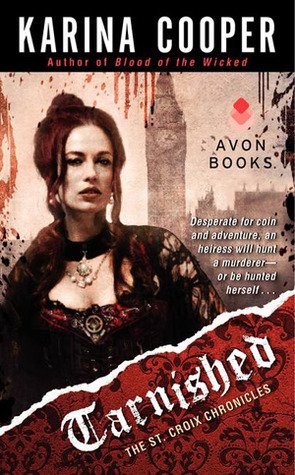 KARINA COOPER
Author of Blood of the Wicked
AVON BOOKS
Desperate for coin
and adventure, an
heiress will hunt
a murderer—
or be hunted
herself . . .
Tarnished
THE ST. CROIX CHRONICLES